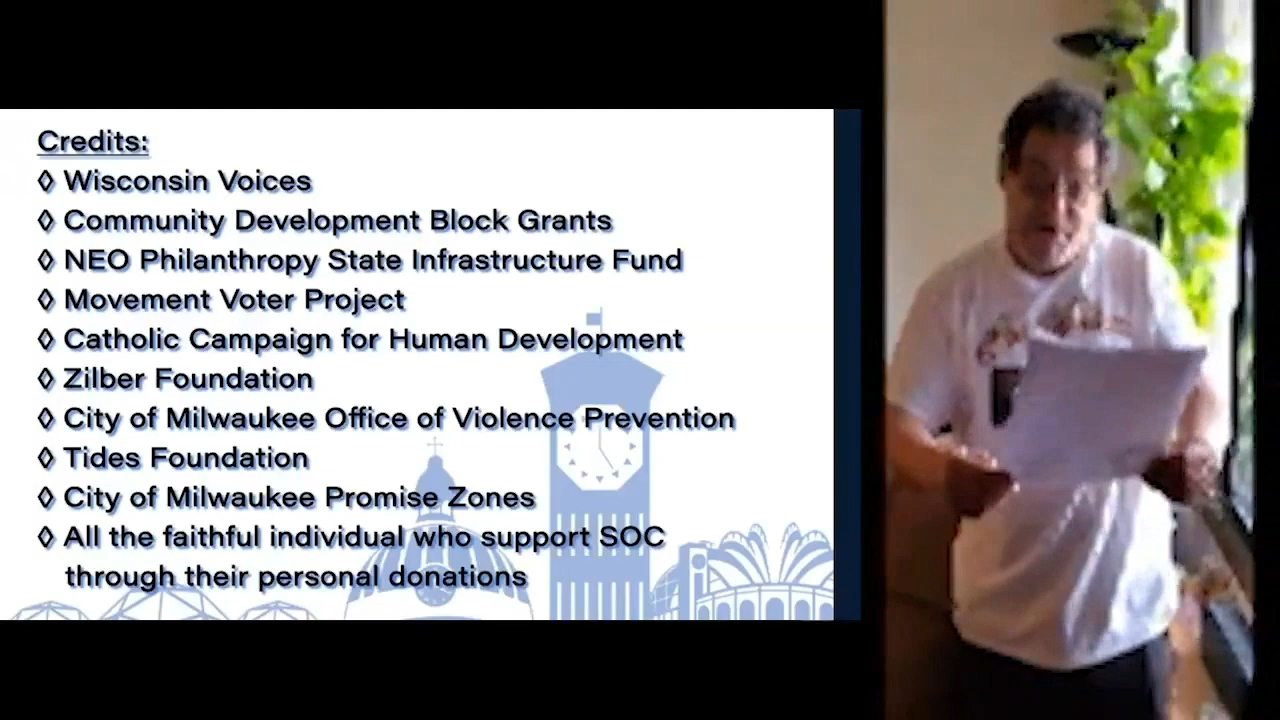 Credits:
◊ Wisconsin Voices
◊ Community Development Block Grants
◊ NEO Philanthropy State Infrastructure Fund
◊ Movement Voter Project
◊ Catholic Campaign for Human Development
◊ Zilber Foundation
◊ City of Milwaukee Office of Violence Prevention
◊ Tides Foundation
◊ City of Milwaukee Promise Zones
◊ All the faithful individual who support SOC
through their personal donations